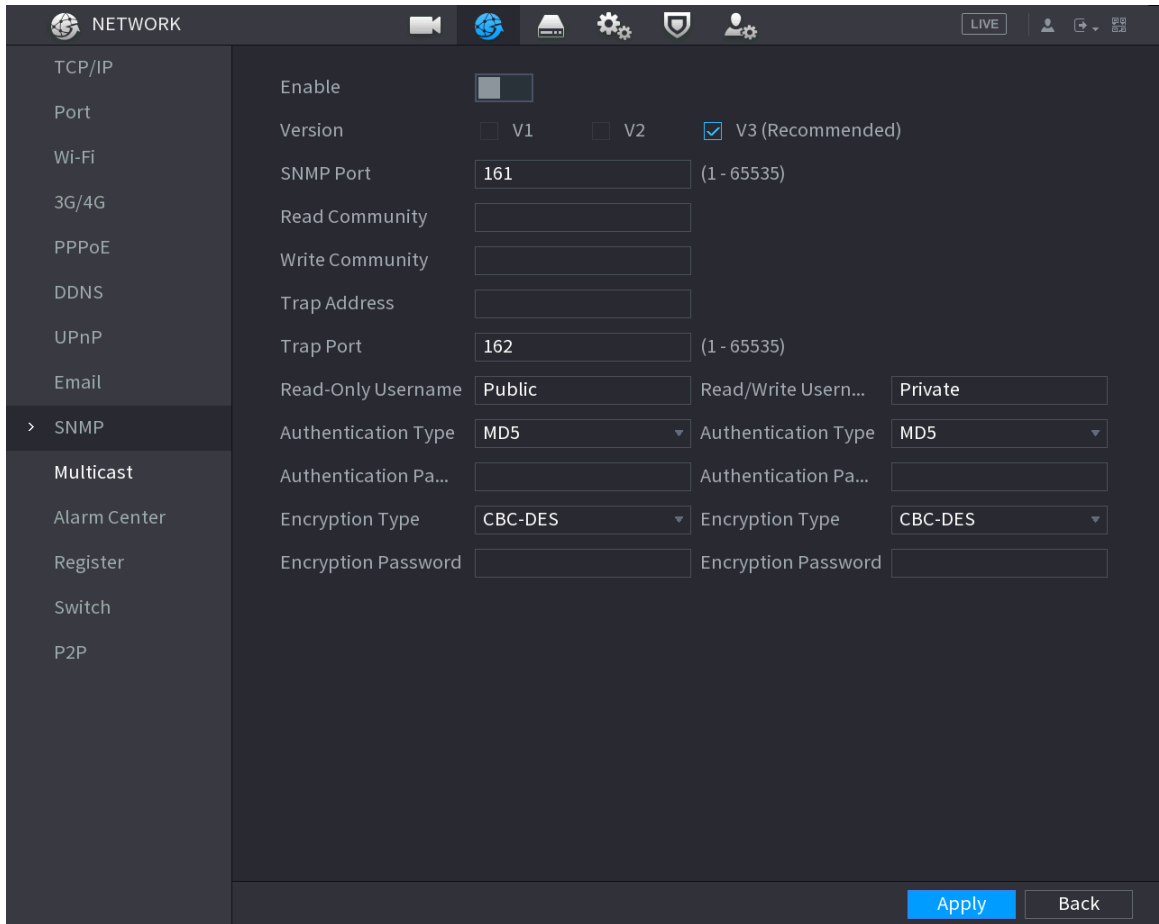 NETWORK
LIVE
TCP/IP
Port
Wi-Fi
3G/4G
PPPoE
DDNS
UPnP
Email
SNMP
Multicast
Alarm Center
Register
Switch
P2P
Enable
Version V1 V2 V3 (Recommended)
SNMP Port 161 (1 - 65535)
Read Community
Write Community
Trap Address
Trap Port 162 (1 - 65535)
Read-Only Username Public Read/Write Usern... Private
Authentication Type MD5 Authentication Type MD5
Authentication Pa... Authentication Pa...
Encryption Type CBC-DES Encryption Type CBC-DES
Encryption Password Encryption Password
Apply Back